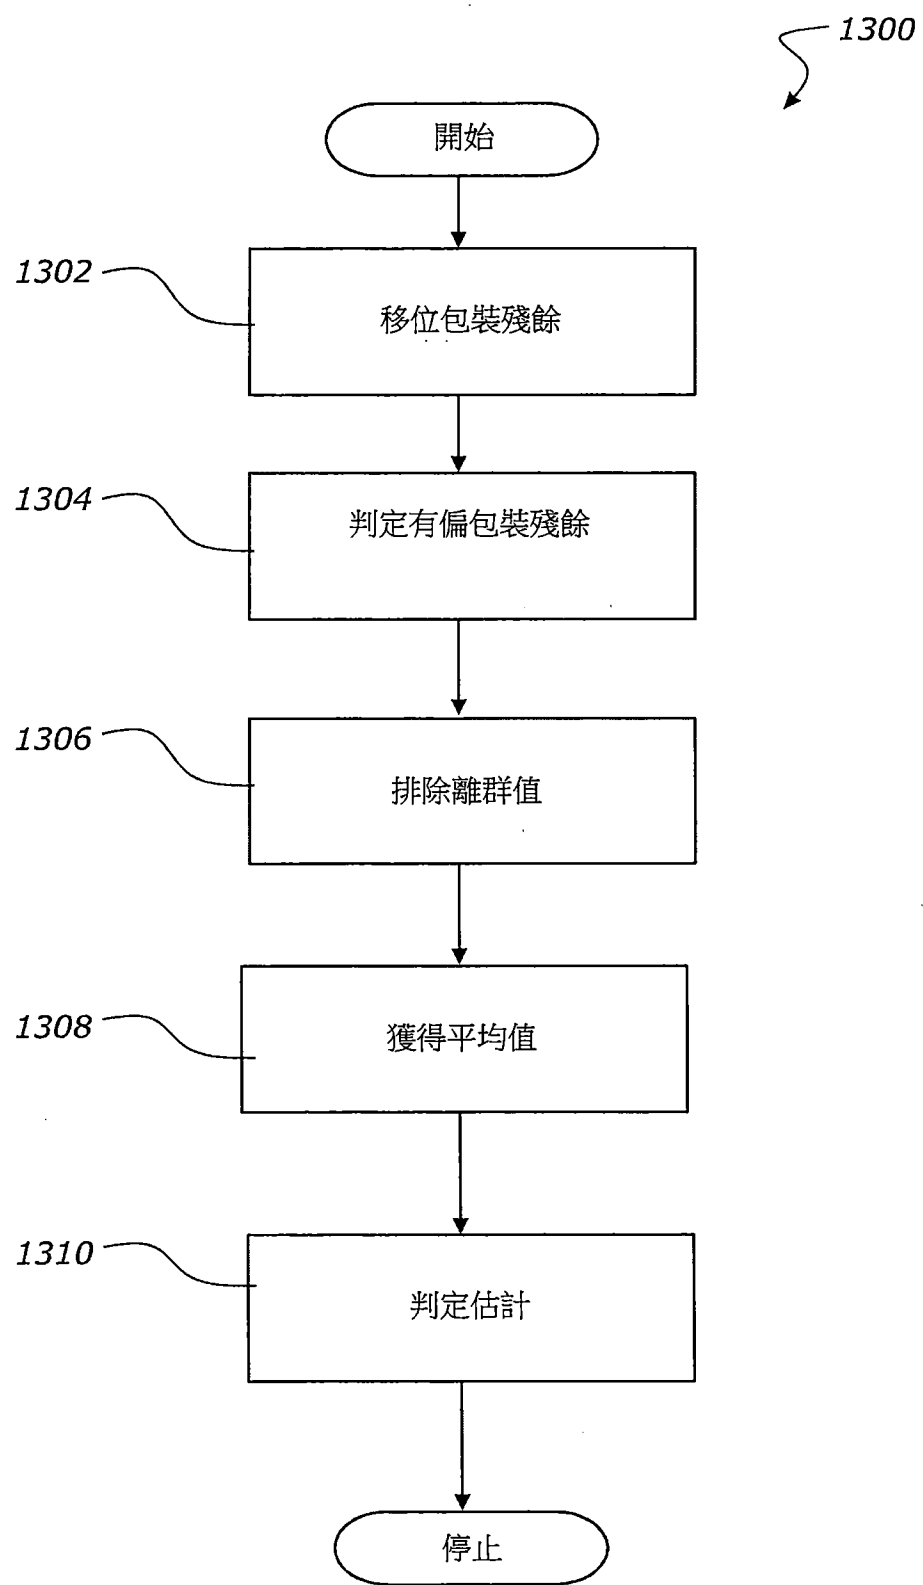 1300
開始
1302
移位包裝殘餘
1304
判定有偏包裝殘餘
1306
排除離群值
1308
獲得平均值
1310
判定估計
停止